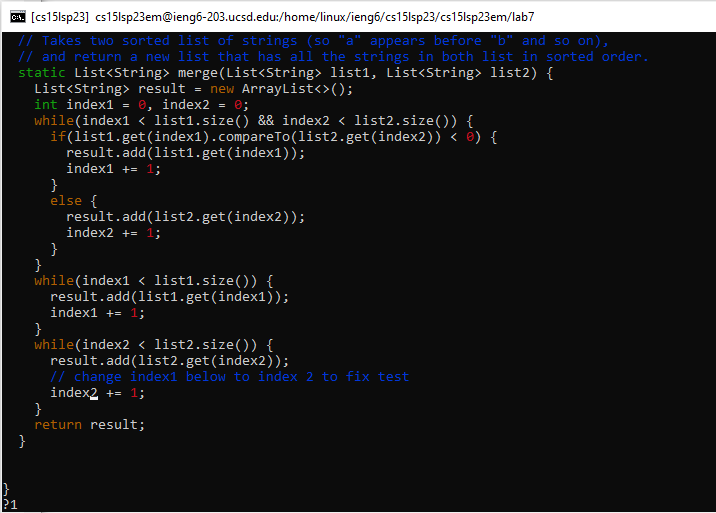 [cs15lsp23] cs15lsp23em@ieng6-203.ucsd.edu:/home/linux/ieng6/cs15lsp23/cs15lsp23em/lab7
// Takes two sorted list of strings (so "a" appears before "b" and so on),
// and return a new list that has all the strings in both list in sorted order.
static List<String> merge(List<String> list1, List<String> list2) {
List<String> result = new ArrayList<>();
int index1 = 0, index2 = 0;
while(index1 < list1.size() && index2 < list2.size()) {
if(list1.get(index1).compareTo(list2.get(index2)) < 0) {
result.add(list1.get(index1));
index1 += 1;
}
else {
result.add(list2.get(index2));
index2 += 1;
}
}
while(index1 < list1.size()) {
result.add(list1.get(index1));
index1 += 1;
}
while(index2 < list2.size()) {
result.add(list2.get(index2));
// change index1 below to index 2 to fix test
index2 += 1;
}
return result;
}
}
?1